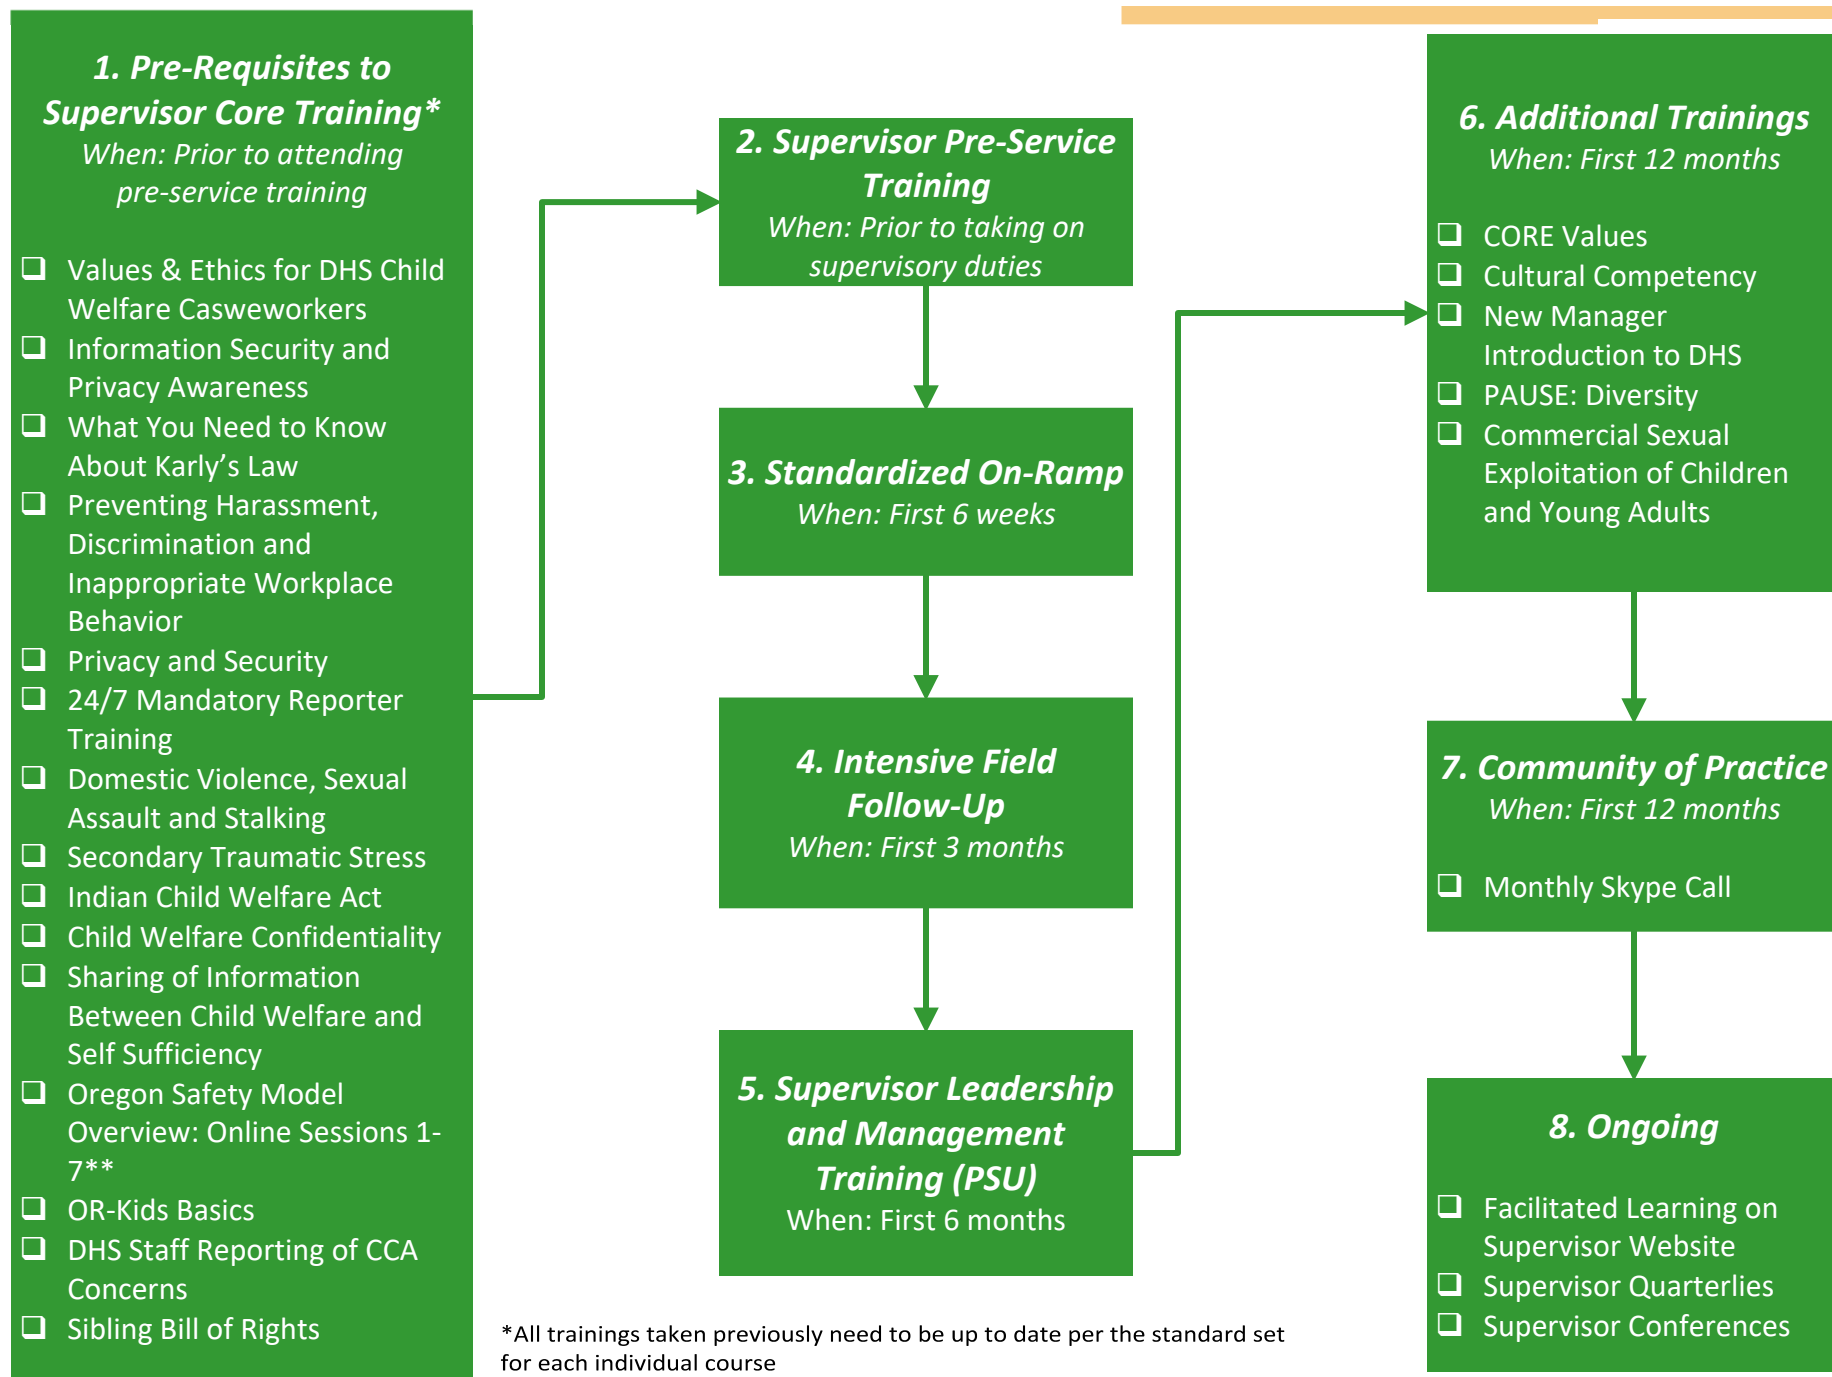 1. Pre-Requisites to
Supervisor Core Training*
When: Prior to attending
pre-service training
❑ Values & Ethics for DHS Child
Welfare Casweworkers
❑ Information Security and
Privacy Awareness
❑ What You Need to Know
About Karly’s Law
❑ Preventing Harassment,
Discrimination and
Inappropriate Workplace
Behavior
❑ Privacy and Security
❑ 24/7 Mandatory Reporter
Training
❑ Domestic Violence, Sexual
Assault and Stalking
❑ Secondary Traumatic Stress
❑ Indian Child Welfare Act
❑ Child Welfare Confidentiality
❑ Sharing of Information
Between Child Welfare and
Self Sufficiency
❑ Oregon Safety Model
Overview: Online Sessions 1-
7**
❑ OR-Kids Basics
❑ DHS Staff Reporting of CCA
Concerns
❑ Sibling Bill of Rights
2. Supervisor Pre-Service
Training
When: Prior to taking on
supervisory duties
3. Standardized On-Ramp
When: First 6 weeks
4. Intensive Field
Follow-Up
When: First 3 months
5. Supervisor Leadership
and Management
Training (PSU)
When: First 6 months
6. Additional Trainings
When: First 12 months
❑ CORE Values
❑ Cultural Competency
❑ New Manager
Introduction to DHS
❑ PAUSE: Diversity
❑ Commercial Sexual
Exploitation of Children
and Young Adults
7. Community of Practice
When: First 12 months
❑ Monthly Skype Call
8. Ongoing
❑ Facilitated Learning on
Supervisor Website
❑ Supervisor Quarterlies
❑ Supervisor Conferences
*All trainings taken previously need to be up to date per the standard set
for each individual course